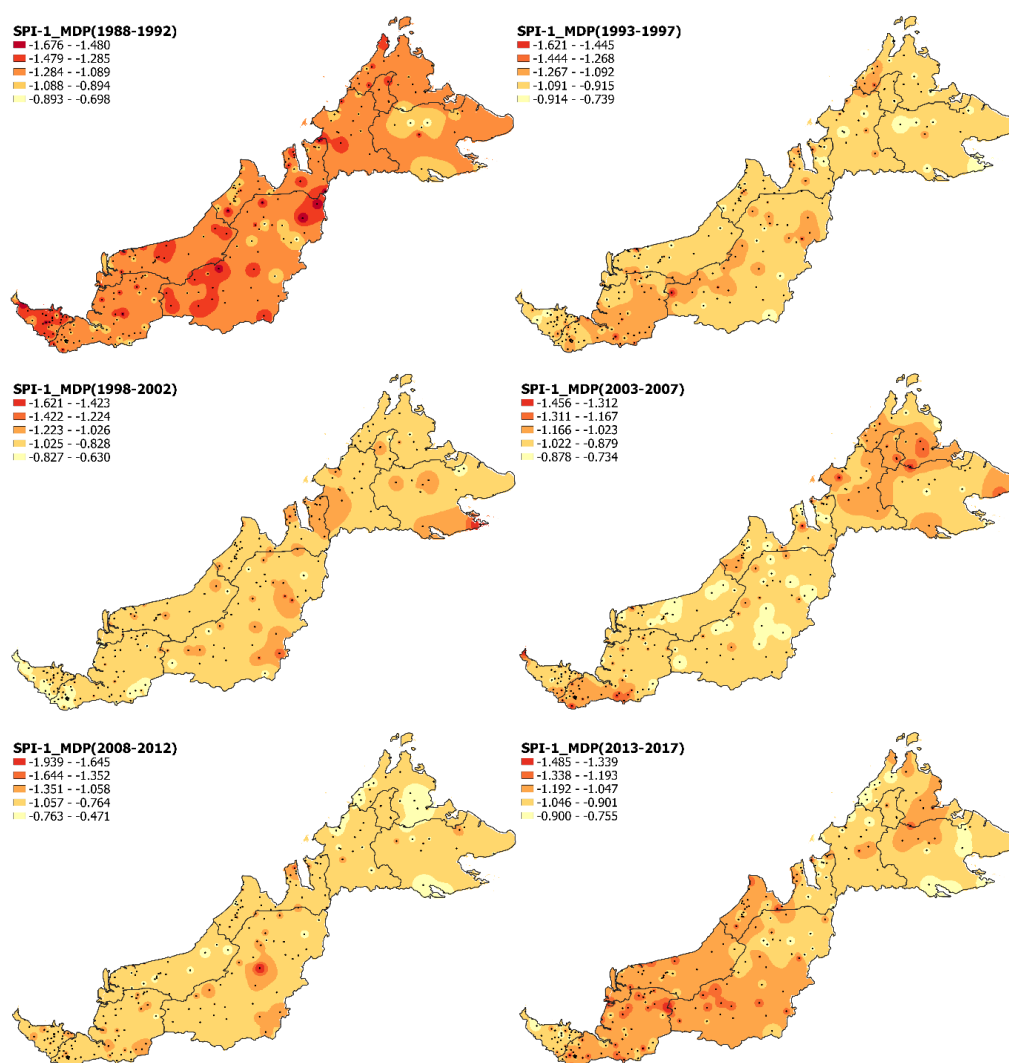 SPI-1_MDP(1988-1992)
-1.676 - -1.480
-1.479 - -1.285
-1.284 - -1.089
-1.088 - -0.894
-0.893 - -0.698
SPI-1_MDP(1993-1997)
-1.621 - -1.445
-1.444 - -1.268
-1.267 - -1.092
-1.091 - -0.915
-0.914 - -0.739
SPI-1_MDP(1998-2002)
-1.621 - -1.423
-1.422 - -1.224
-1.223 - -1.026
-1.025 - -0.828
-0.827 - -0.630
SPI-1_MDP(2003-2007)
-1.456 - -1.312
-1.311 - -1.167
-1.166 - -1.023
-1.022 - -0.879
-0.878 - -0.734
SPI-1_MDP(2008-2012)
-1.939 - -1.645
-1.644 - -1.352
-1.351 - -1.058
-1.057 - -0.764
-0.763 - -0.471
SPI-1_MDP(2013-2017)
-1.485 - -1.339
-1.338 - -1.193
-1.192 - -1.047
-1.046 - -0.901
-0.900 - -0.755